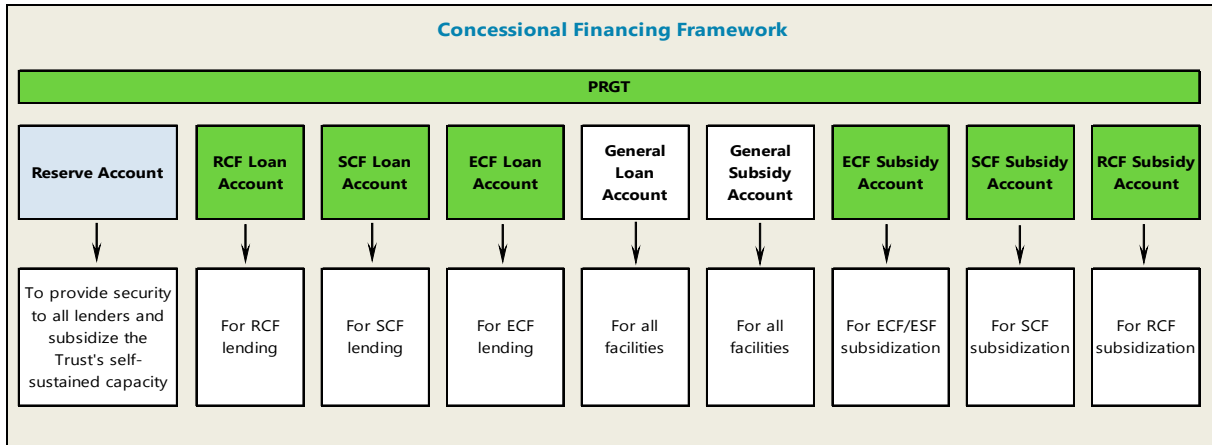 Concessional Financing Framework
PRGT
Reserve Account
RCF Loan
Account
SCF Loan
Account
ECF Loan
Account
General
Loan
Account
General
Subsidy
Account
ECF Subsidy
Account
SCF Subsidy
Account
RCF Subsidy
Account
To provide security
to all lenders and
subsidize the
Trust's self-
sustained capacity
For RCF
lending
For SCF
lending
For ECF
lending
For all
facilities
For all
facilities
For ECF/ESF
subsidization
For SCF
subsidization
For RCF
subsidization